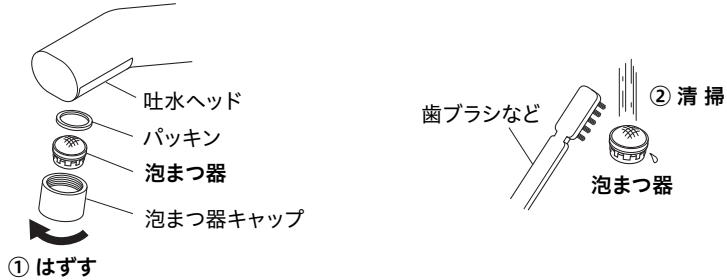 吐水ヘッド
パッキン
泡まつ器
泡まつ器キャップ
① はずす
歯ブラシなど
② 清 掃
泡まつ器